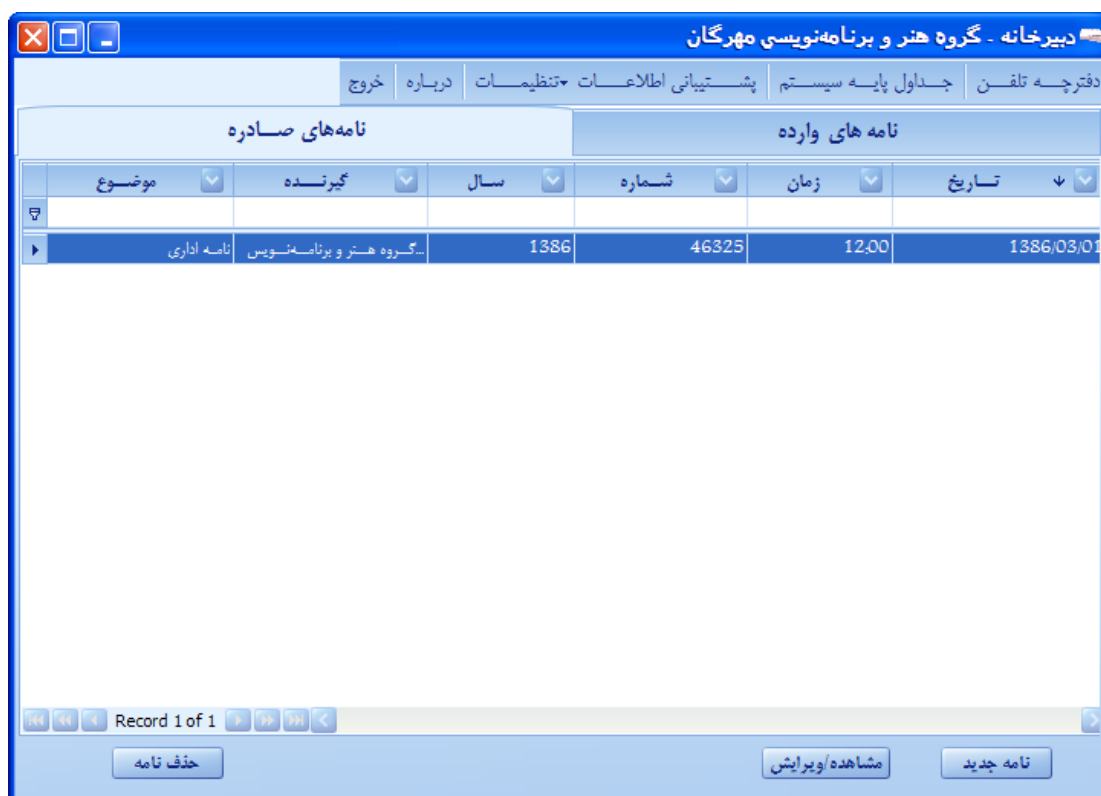 دبیرخانه - گروه هنر و برنامه‌نویسی مهرگان
دفترچه تلفن جداول پایه سیستم پشتیبانی اطلاعات تنظیمات درباره خروج
نامه های وارده نامه‌های صادره
تاریخ زمان شماره سال گیرنده موضوع
1386/03/01 12:00 46325 1386 گروه هنر و برنامه‌نویس... نامه اداری
Record 1 of 1
نامه جدید مشاهده/ویرایش حذف نامه